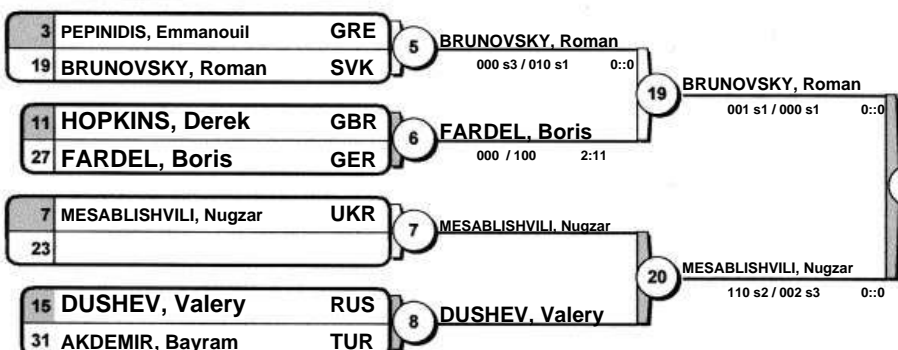 3 PEPINIDIS, Emmanouil GRE
19 BRUNOVSKY, Roman SVK
5
BRUNOVSKY, Roman
000 s3 / 010 s1 0::0
11 HOPKINS, Derek GBR
27 FARDEL, Boris GER
6
FARDEL, Boris
000 / 100 2:11
19
BRUNOVSKY, Roman
001 s1 / 000 s1 0::0
7 MESABLISHVILI, Nugzar UKR
23
7
MESABLISHVILI, Nugzar
15 DUSHEV, Valery RUS
31 AKDEMIR, Bayram TUR
8
DUSHEV, Valery
20
MESABLISHVILI, Nugzar
110 s2 / 002 s3 0::0